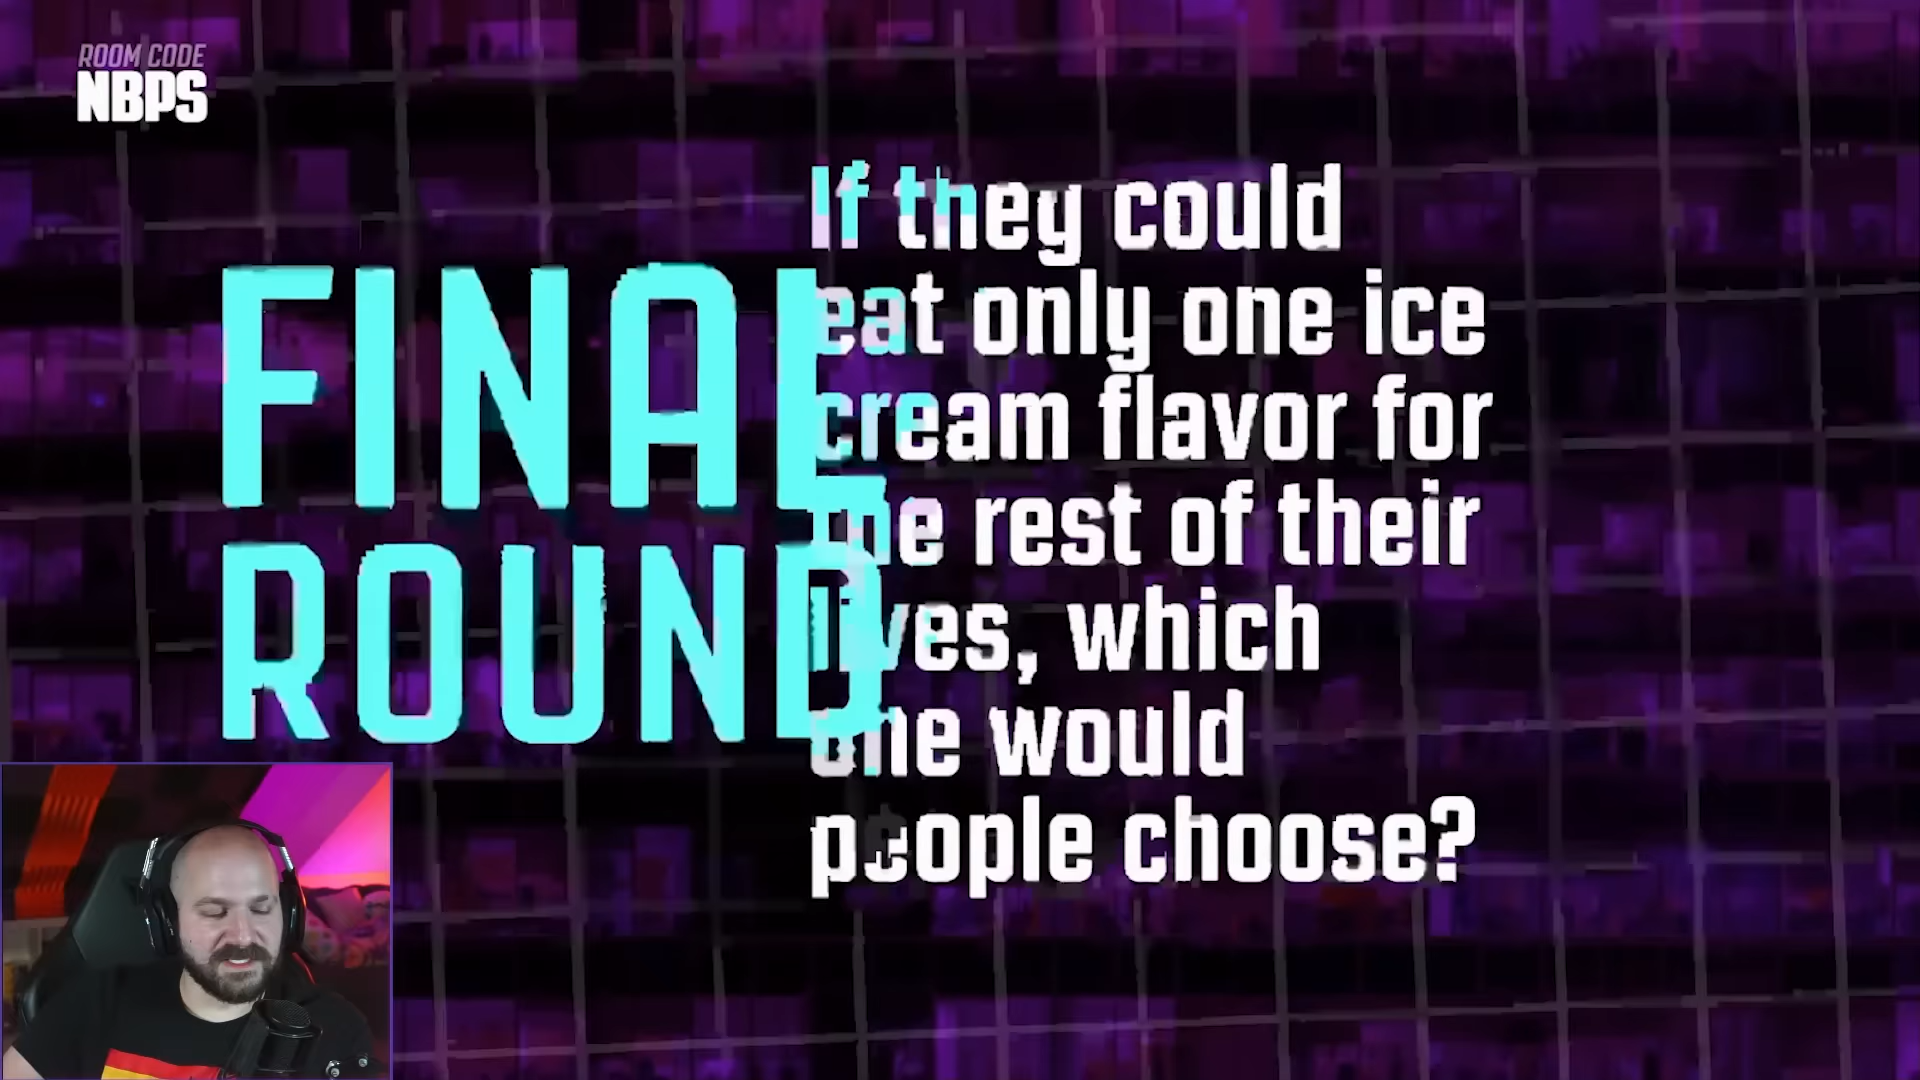 ROOM CODE
NBPS
FINAL
ROUND
If they could
eat only one ice
cream flavor for
the rest of their
lives, which
one would
people choose?